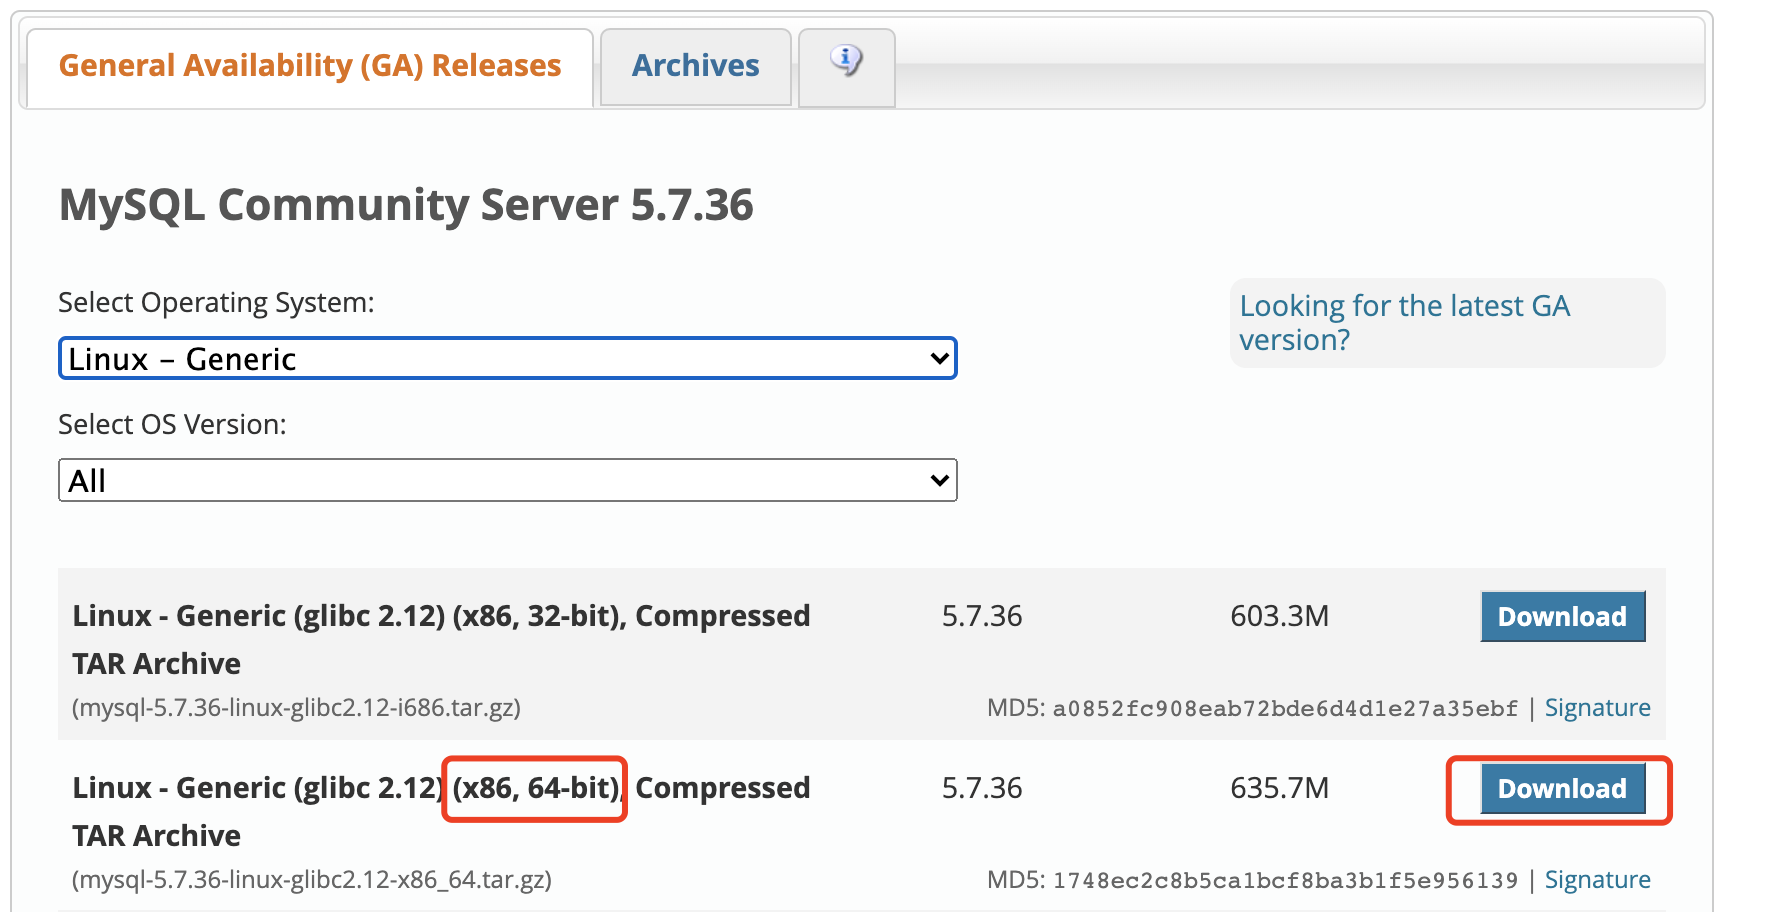 General Availability (GA) Releases
Archives
MySQL Community Server 5.7.36
Select Operating System:
Looking for the latest GA
version?
Linux – Generic
Select OS Version:
All
Linux - Generic (glibc 2.12) (x86, 32-bit), Compressed 5.7.36 603.3M Download
TAR Archive
(mysql-5.7.36-linux-glibc2.12-i686.tar.gz) MD5: a0852fc908eab72bde6d4d1e27a35ebf | Signature
Linux - Generic (glibc 2.12) (x86, 64-bit), Compressed 5.7.36 635.7M Download
TAR Archive
(mysql-5.7.36-linux-glibc2.12-x86_64.tar.gz) MD5: 1748ec2c8b5ca1bcf8ba3b1f5e956139 | Signature